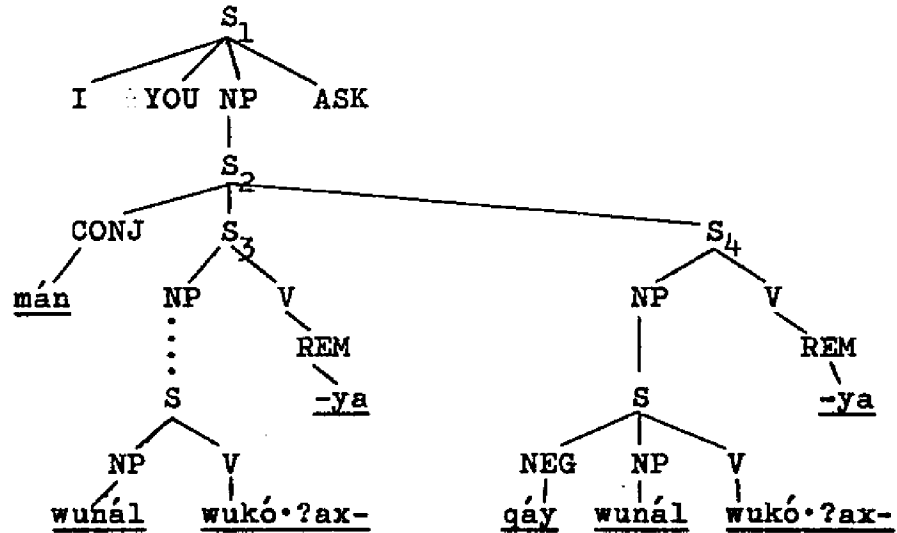 S1
I YOU NP ASK
S2
CONJ S3 S4
mán NP V NP V
REM REM
S -ya S -ya
NP V NEG NP V
wunál wukó·?ax- qáy wunál wukó·?ax-